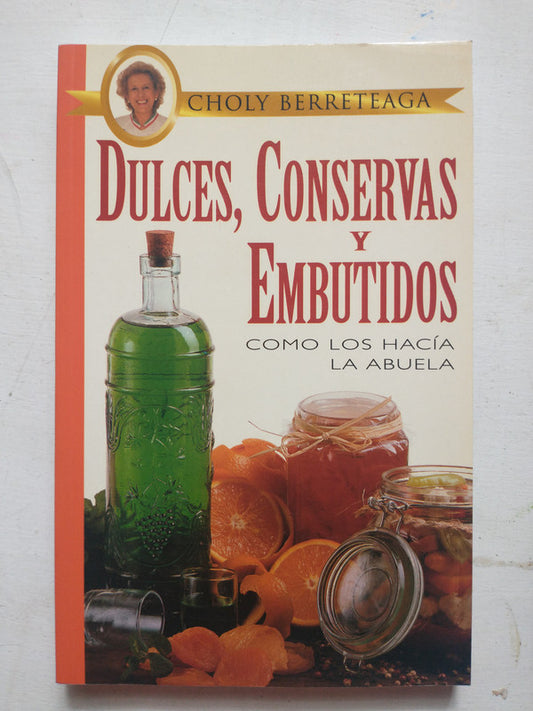 CHOLY BERRETEAGA
DULCES, CONSERVAS
Y
EMBUTIDOS
COMO LOS HACÍA
LA ABUELA